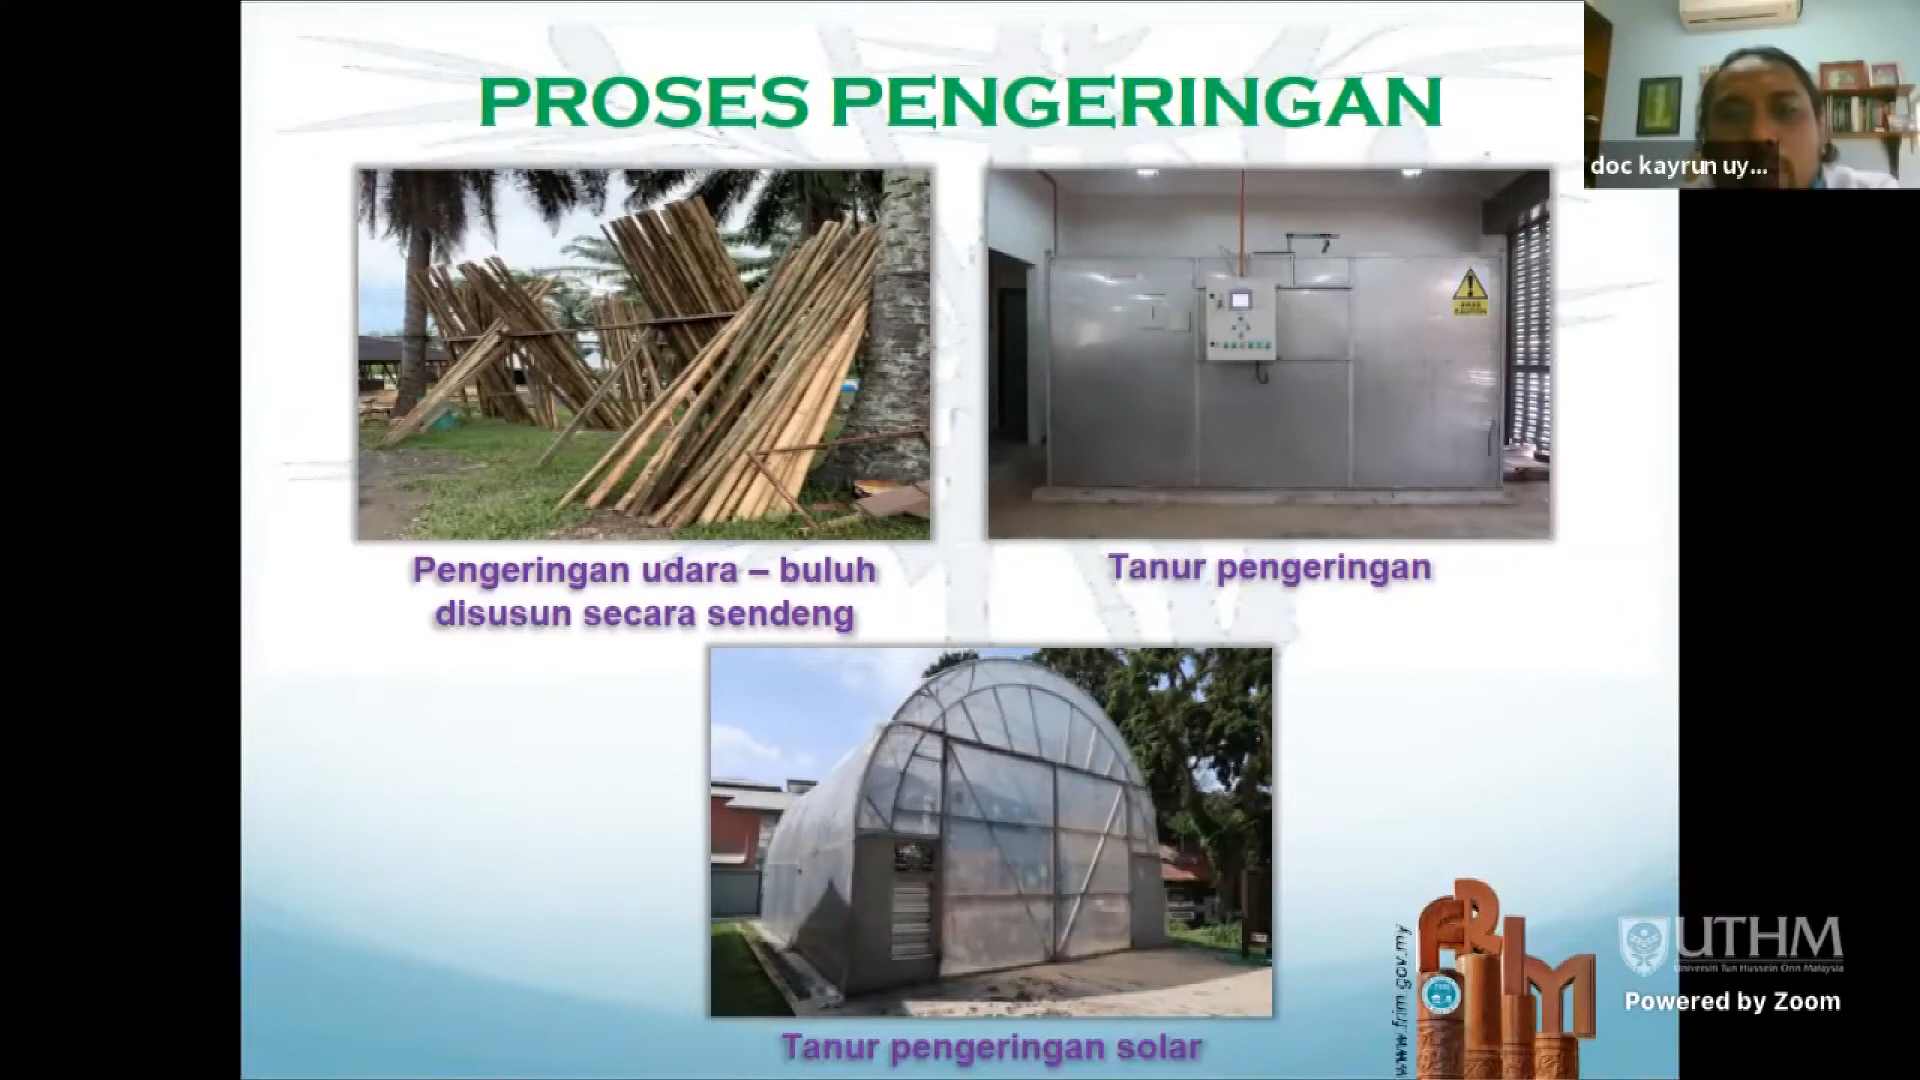 PROSES PENGERINGAN
doc kayrun uy...
Pengeringan udara – buluh
disusun secara sendeng
Tanur pengeringan
Tanur pengeringan solar
www.frim.gov.my
FRIM
UTHM
Universiti Tun Hussein Onn Malaysia
Powered by Zoom